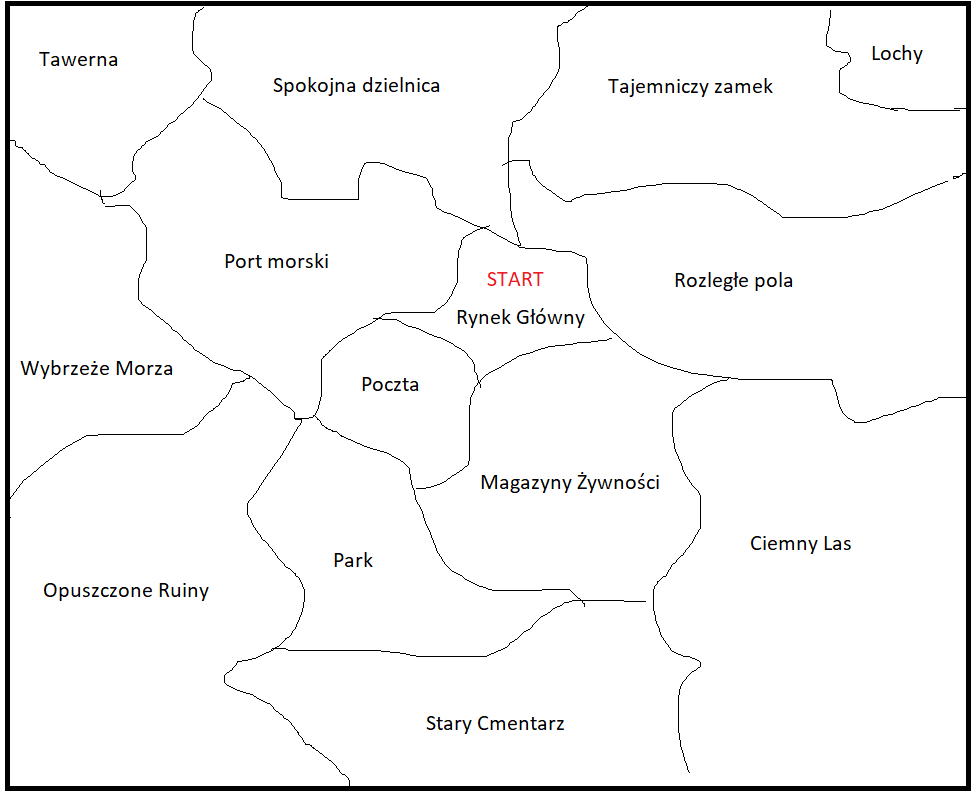 Tawerna
Spokojna dzielnica
Tajemniczy zamek
Lochy
Port morski
START
Rynek Główny
Rozległe pola
Wybrzeże Morza
Poczta
Magazyny Żywności
Ciemny Las
Park
Opuszczone Ruiny
Stary Cmentarz